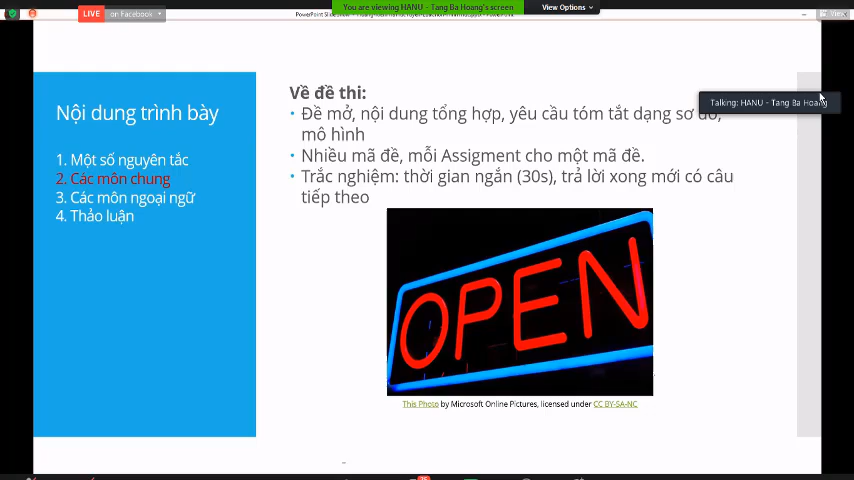 You are viewing HANU - Tang Ba Hoang's screen
View Options
LIVE
on Facebook
View
Talking: HANU - Tang Ba Hoang
Nội dung trình bày
1. Một số nguyên tắc
2. Các môn chung
3. Các môn ngoại ngữ
4. Thảo luận
Về đề thi:
• Đề mở, nội dung tổng hợp, yêu cầu tóm tắt dạng sơ đồ,
mô hình
• Nhiều mã đề, mỗi Assigment cho một mã đề.
• Trắc nghiệm: thời gian ngắn (30s), trả lời xong mới có câu
tiếp theo
OPEN
This Photo by Microsoft Online Pictures, licensed under CC BY-SA-NC